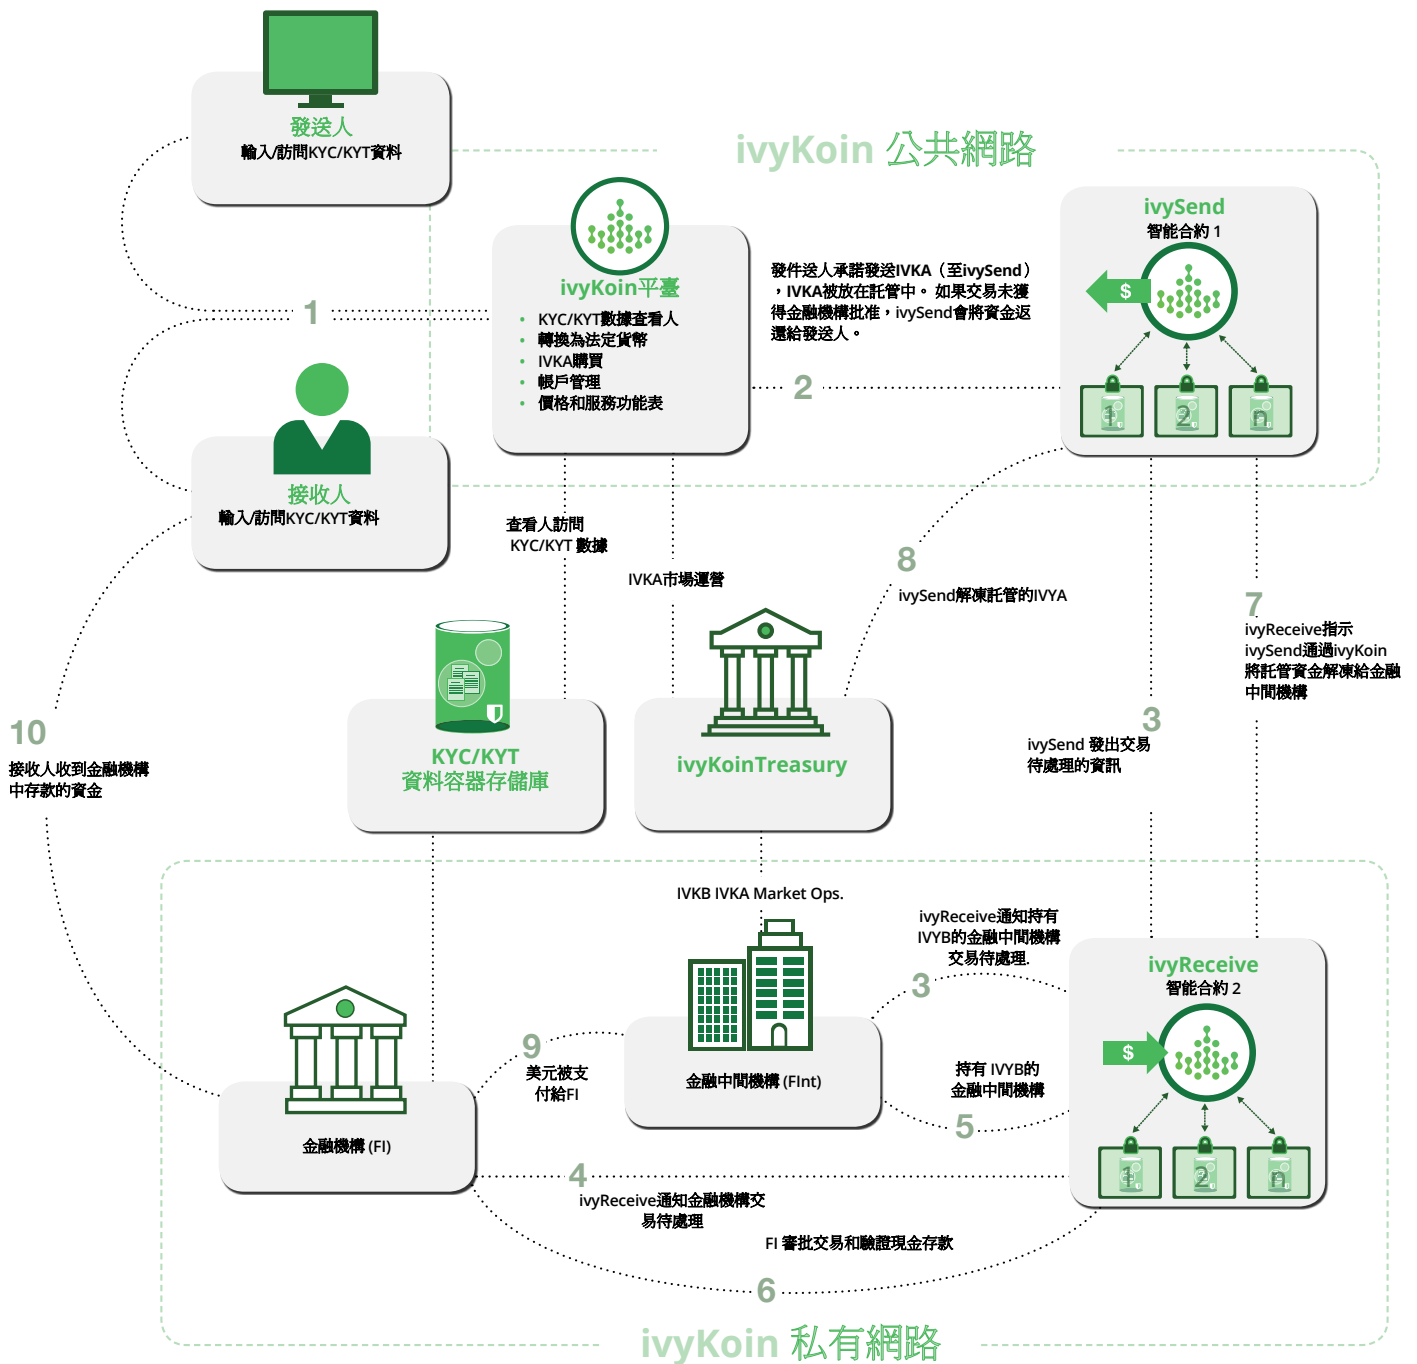 發送人
輸入/訪問KYC/KYT資料
ivyKoin 公共網路
ivySend
智能合約 1
$
1
2
n
ivyKoin平臺
• KYC/KYT數據查看人
• 轉換為法定貨幣
• IVKA購買
• 帳戶管理
• 價格和服務功能表
發件送人承諾發送IVKA（至ivySend）
，IVKA被放在託管中。 如果交易未獲
得金融機構批准，ivySend會將資金返
還給發送人。
1
2
接收人
輸入/訪問KYC/KYT資料
查看人訪問
KYC/KYT 數據
IVKA市場運營
8
ivySend解凍託管的IVYA
7
ivyReceive指示
ivySend通過ivyKoin
將託管資金解凍給金融
中間機構
3
ivySend 發出交易
待處理的資訊
10
接收人收到金融機構
中存款的資金
KYC/KYT
資料容器存儲庫
ivyKoinTreasury
IVKB IVKA Market Ops.
ivyReceive通知持有
IVYB的金融中間機構
交易待處理.
3
ivyReceive
智能合約 2
$
1
2
n
9
美元被支
付給FI
金融中間機構 (FInt)
持有 IVYB的
金融中間機構
5
金融機構 (FI)
4
ivyReceive通知金融機構交
易待處理
FI 審批交易和驗證現金存款
6
ivyKoin 私有網路